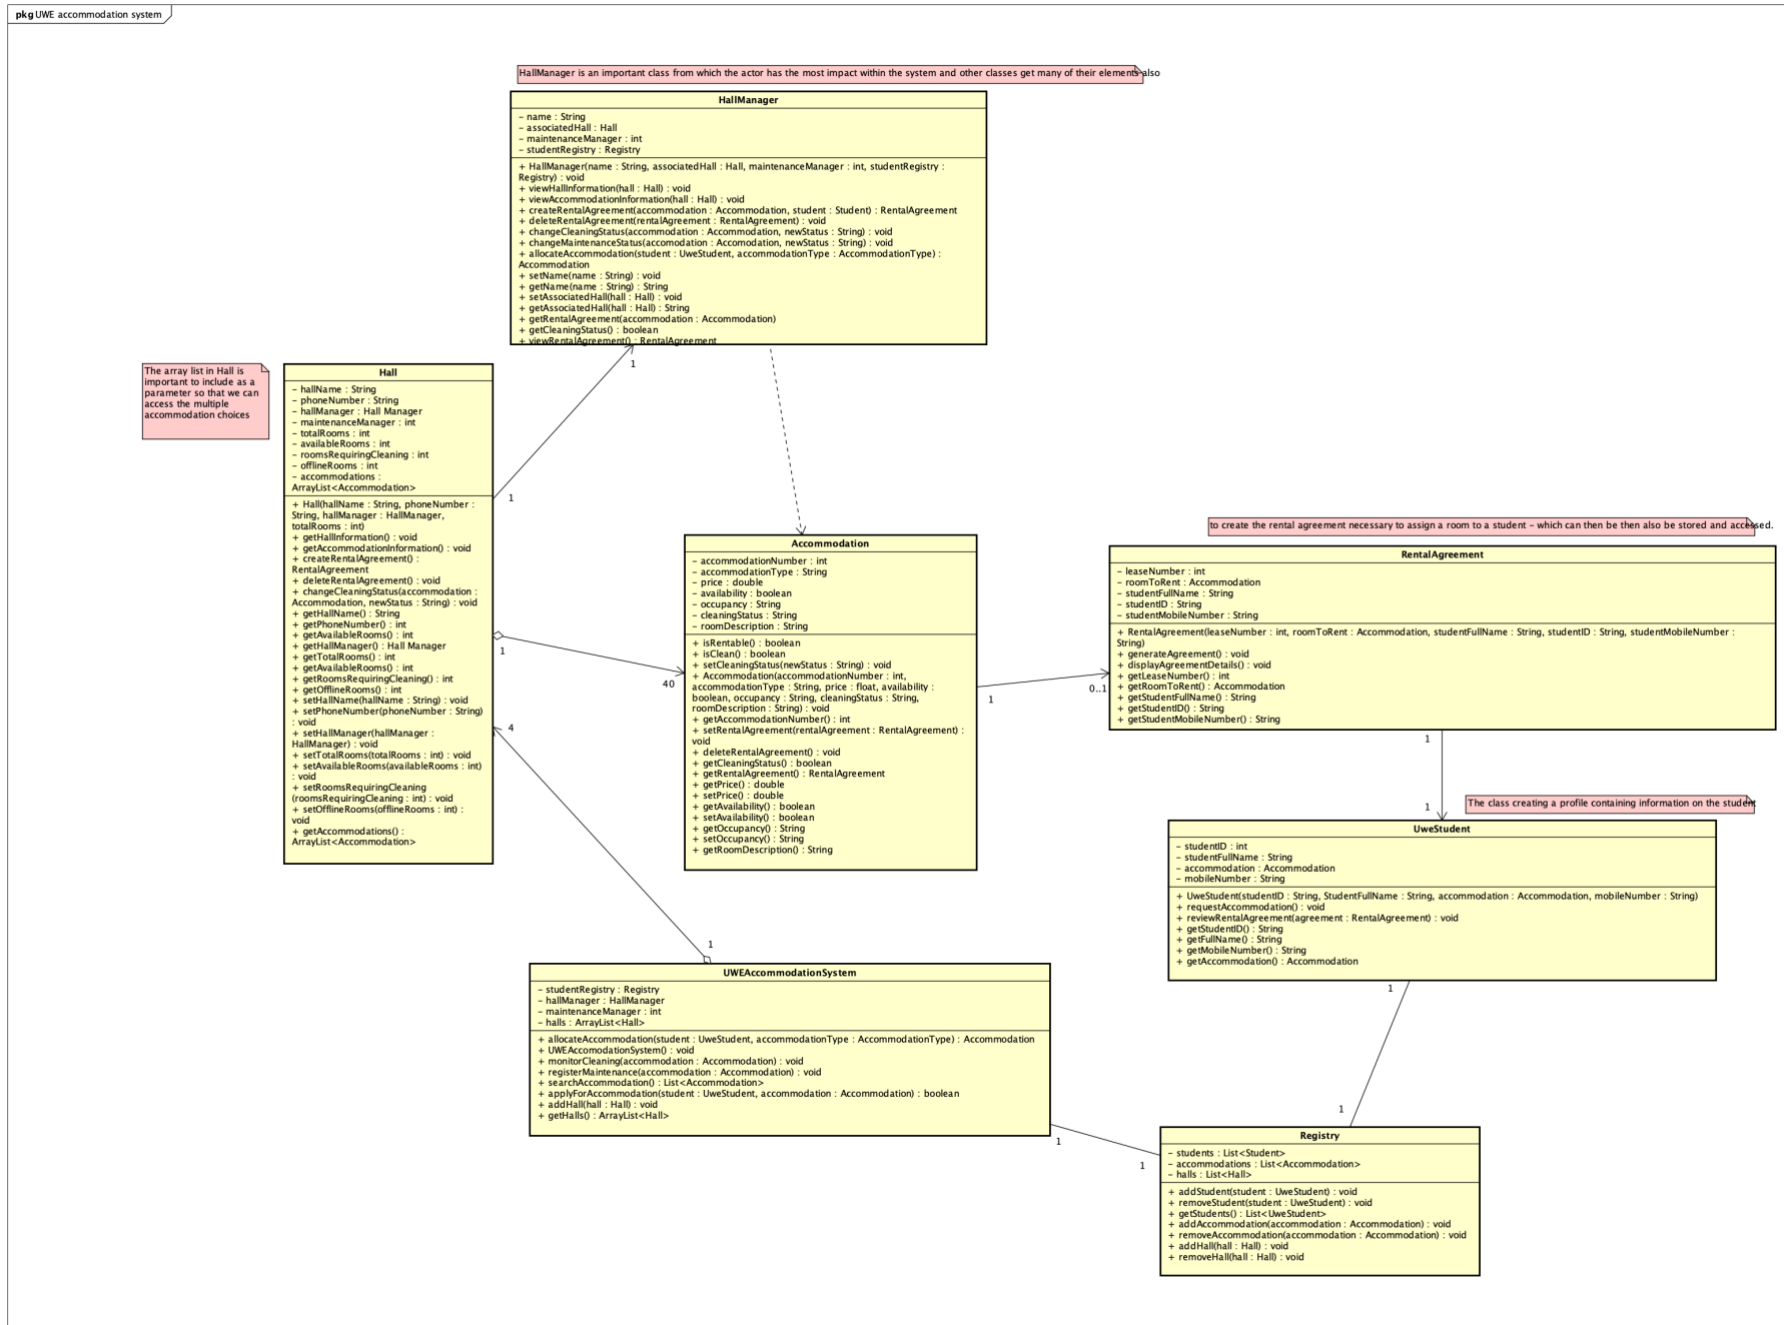 pkg UWE accommodation system
HallManager is an important class from which the actor has the most impact within the system and other classes get many of their elements also
HallManager
– name : String
– associatedHall : Hall
– maintenanceManager : int
– studentRegistry : Registry
+ HallManager(name : String, associatedHall : Hall, maintenanceManager : int, studentRegistry :
Registry) : void
+ viewHallInformation(hall : Hall) : void
+ viewAccommodationInformation(hall : Hall) : void
+ createRentalAgreement(accommodation : Accommodation, student : Student) : RentalAgreement
+ deleteRentalAgreement(rentalAgreement : RentalAgreement) : void
+ changeCleaningStatus(accommodation : Accommodation, newStatus : String) : void
+ changeMaintenanceStatus(accomodation : Accomodation, newStatus : String) : void
+ allocateAccommodation(student : UweStudent, accommodationType : AccommodationType) :
Accommodation
+ setName(name : String) : void
+ getName(name : String) : String
+ setAssociatedHall(hall : Hall) : void
+ getAssociatedHall(hall : Hall) : String
+ getRentalAgreement(accommodation : Accommodation)
+ getCleaningStatus() : boolean
+ viewRentalAgreement() : RentalAgreement
1
The array list in Hall is
important to include as a
parameter so that we can
access the multiple
accommodation choices
Hall
– hallName : String
– phoneNumber : String
– hallManager : Hall Manager
– maintenanceManager : int
– totalRooms : int
– availableRooms : int
– roomsRequiringCleaning : int
– offlineRooms : int
– accommodations :
ArrayList<Accommodation>
+ Hall(hallName : String, phoneNumber :
String, hallManager : HallManager,
totalRooms : int)
+ getHallInformation() : void
+ getAccommodationInformation() : void
+ createRentalAgreement() :
RentalAgreement
+ deleteRentalAgreement() : void
+ changeCleaningStatus(accommodation :
Accommodation, newStatus : String) : void
+ getHallName() : String
+ getPhoneNumber() : int
+ getAvailableRooms() : int
+ getHallManager() : Hall Manager
+ getTotalRooms() : int
+ getAvailableRooms() : int
+ getRoomsRequiringCleaning() : int
+ getOfflineRooms() : int
+ setHallName(hallName : String) : void
+ setPhoneNumber(phoneNumber : String)
: void
+ setHallManager(hallManager :
HallManager) : void
+ setTotalRooms(totalRooms : int) : void
+ setAvailableRooms(availableRooms : int)
: void
+ setRoomsRequiringCleaning
(roomsRequiringCleaning : int) : void
+ setOfflineRooms(offlineRooms : int) :
void
+ getAccommodations() :
ArrayList<Accommodation>
1
1
40
4
Accommodation
– accommodationNumber : int
– accommodationType : String
– price : double
– availability : boolean
– occupancy : String
– cleaningStatus : String
– roomDescription : String
+ isRentable() : boolean
+ isClean() : boolean
+ setCleaningStatus(newStatus : String) : void
+ Accommodation(accommodationNumber : int,
accommodationType : String, price : float, availability :
boolean, occupancy : String, cleaningStatus : String,
roomDescription : String) : void
+ getAccommodationNumber() : int
+ setRentalAgreement(rentalAgreement : RentalAgreement) :
void
+ deleteRentalAgreement() : void
+ getCleaningStatus() : boolean
+ getRentalAgreement() : RentalAgreement
+ getPrice() : double
+ setPrice() : double
+ getAvailability() : boolean
+ setAvailability() : boolean
+ getOccupancy() : String
+ setOccupancy() : String
+ getRoomDescription() : String
1
0..1
to create the rental agreement necessary to assign a room to a student – which can then be then also be stored and accessed.
RentalAgreement
– leaseNumber : int
– roomToRent : Accommodation
– studentFullName : String
– studentID : String
– studentMobileNumber : String
+ RentalAgreement(leaseNumber : int, roomToRent : Accommodation, studentFullName : String, studentID : String, studentMobileNumber :
String)
+ generateAgreement() : void
+ displayAgreementDetails() : void
+ getLeaseNumber() : int
+ getRoomToRent() : Accommodation
+ getStudentFullName() : String
+ getStudentID() : String
+ getStudentMobileNumber() : String
1
1
The class creating a profile containing information on the student
UweStudent
– studentID : int
– studentFullName : String
– accommodation : Accommodation
– mobileNumber : String
+ UweStudent(studentID : String, StudentFullName : String, accommodation : Accommodation, mobileNumber : String)
+ requestAccommodation() : void
+ reviewRentalAgreement(agreement : RentalAgreement) : void
+ getStudentID() : String
+ getFullName() : String
+ getMobileNumber() : String
+ getAccommodation() : Accommodation
1
1
1
UWEAccommodationSystem
– studentRegistry : Registry
– hallManager : HallManager
– maintenanceManager : int
– halls : ArrayList<Hall>
+ allocateAccommodation(student : UweStudent, accommodationType : AccommodationType) : Accommodation
+ UWEAccomodationSystem() : void
+ monitorCleaning(accommodation : Accommodation) : void
+ registerMaintenance(accommodation : Accommodation) : void
+ searchAccommodation() : List<Accommodation>
+ applyForAccommodation(student : UweStudent, accommodation : Accommodation) : boolean
+ addHall(hall : Hall) : void
+ getHalls() : ArrayList<Hall>
1
1
Registry
– students : List<Student>
– accommodations : List<Accommodation>
– halls : List<Hall>
+ addStudent(student : UweStudent) : void
+ removeStudent(student : UweStudent) : void
+ getStudents() : List<UweStudent>
+ addAccommodation(accommodation : Accommodation) : void
+ removeAccommodation(accommodation : Accommodation) : void
+ addHall(hall : Hall) : void
+ removeHall(hall : Hall) : void